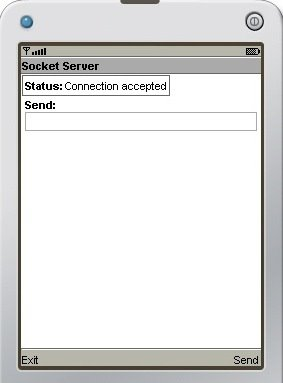 Socket Server
Status: Connection accepted
Send:
Exit Send